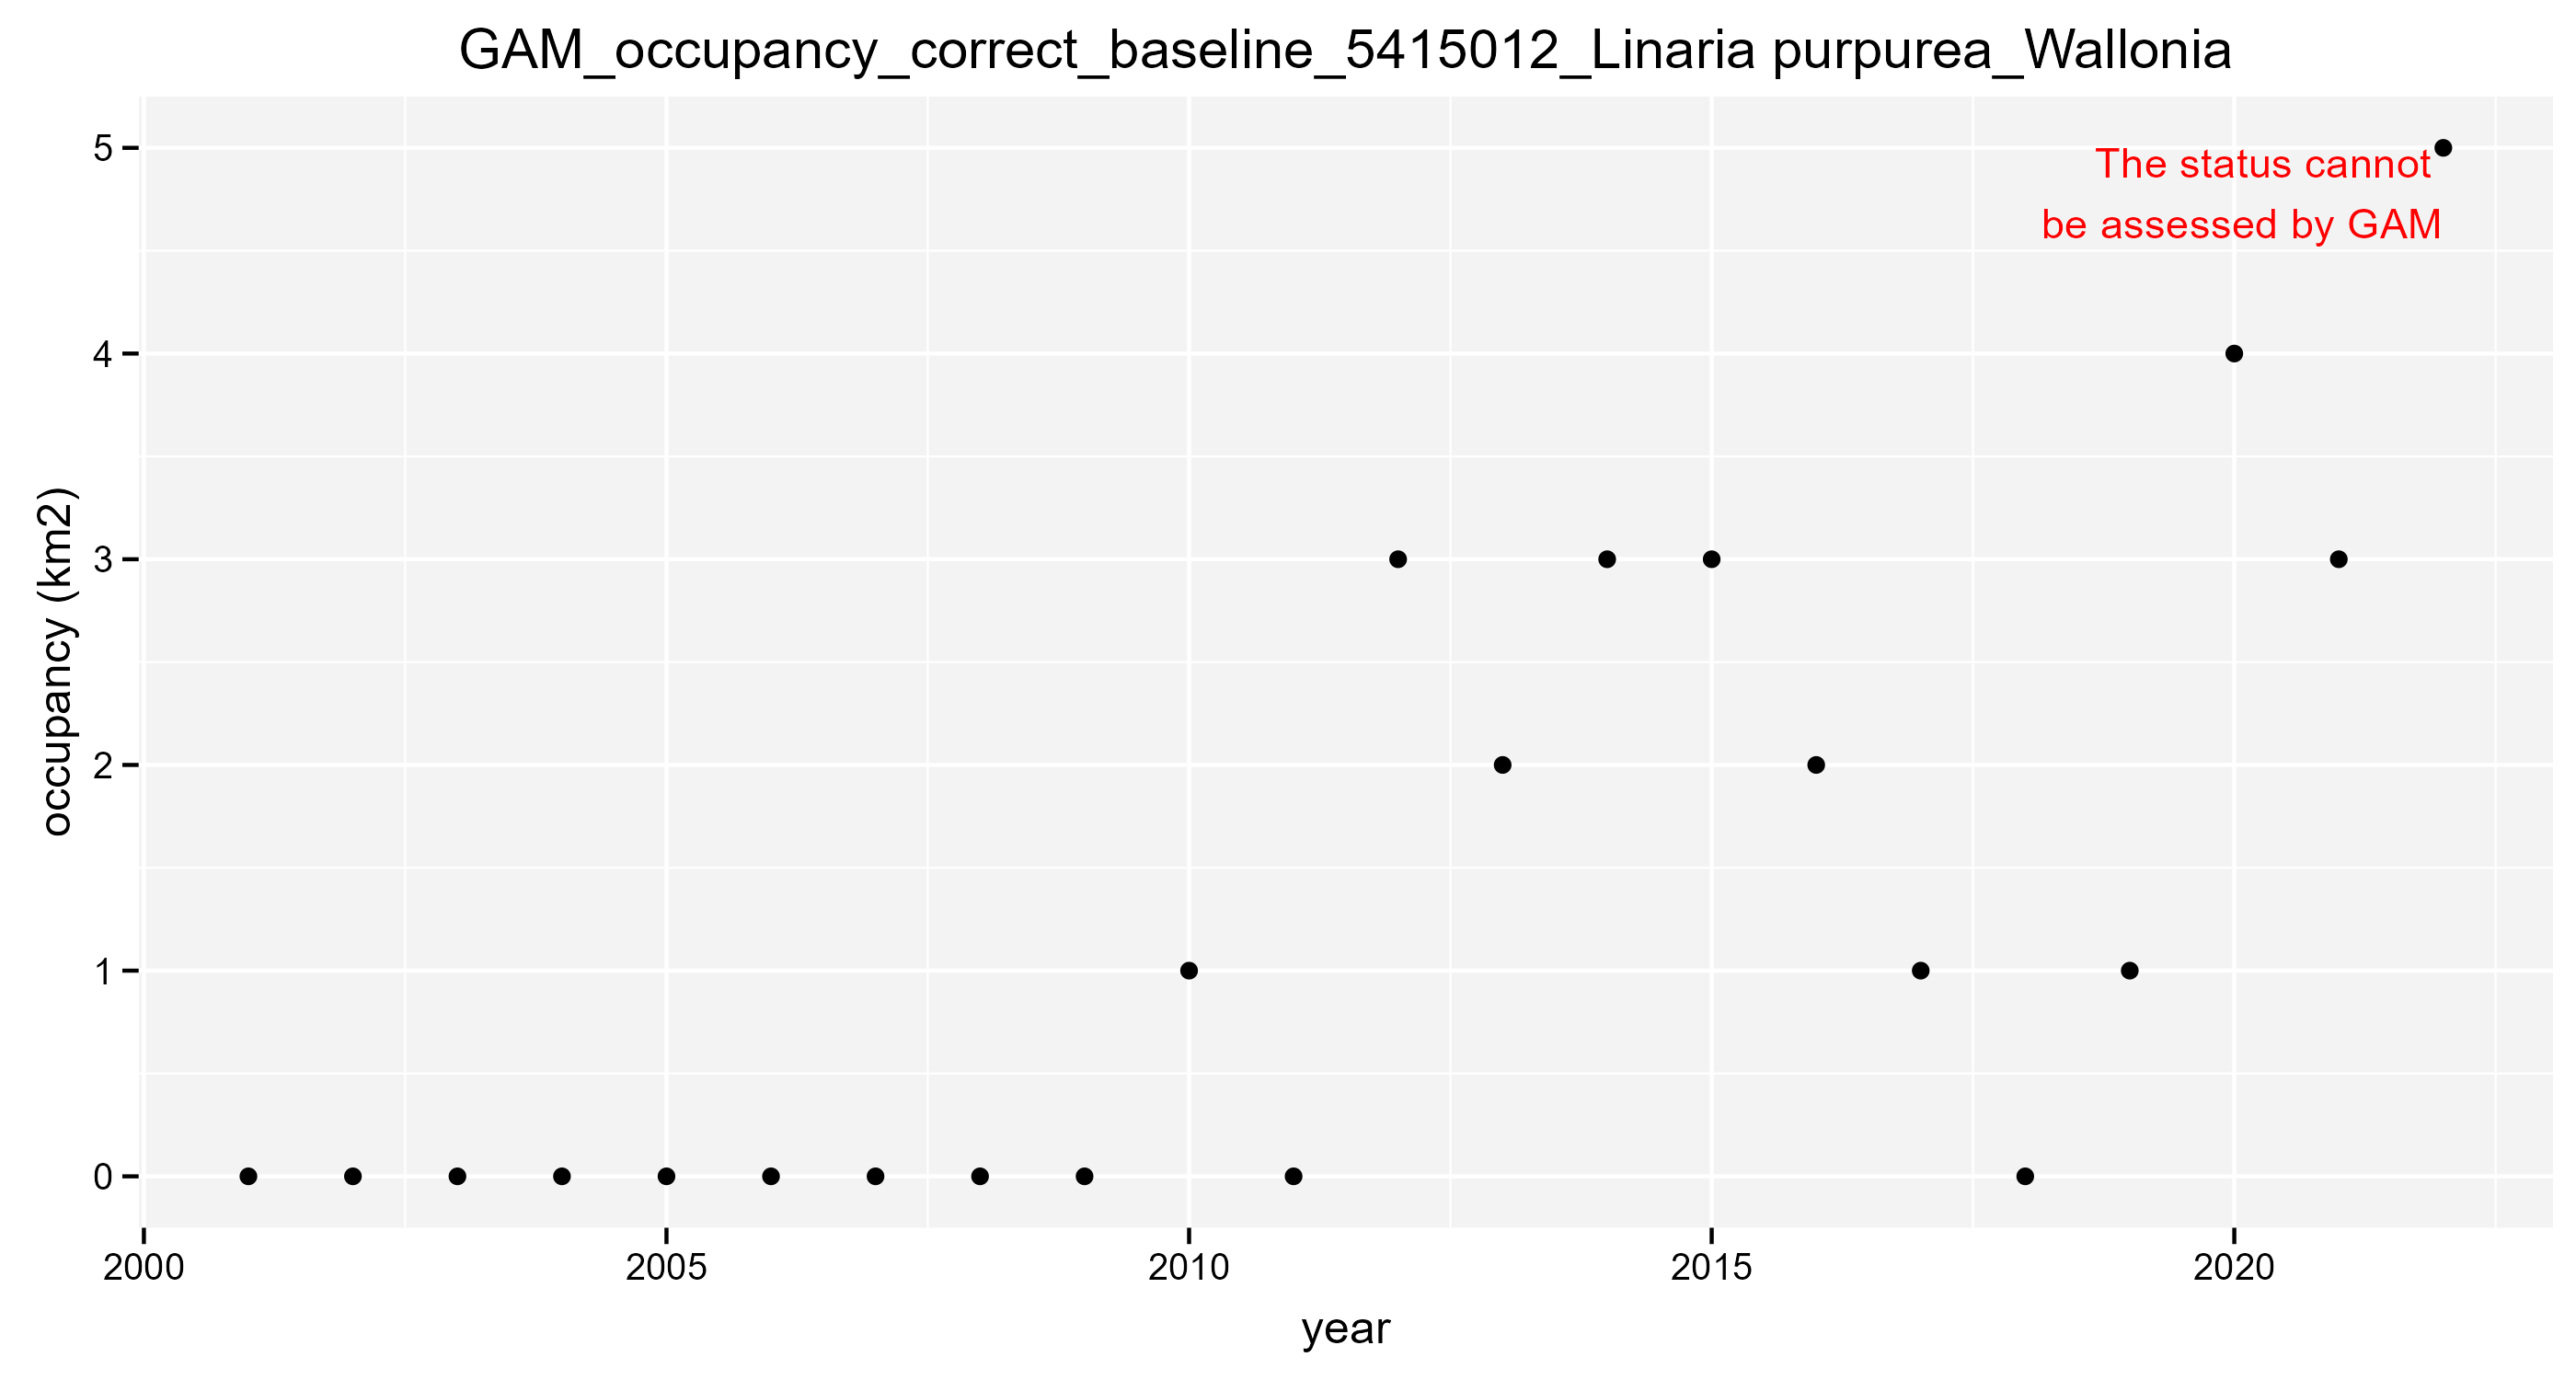 GAM_occupancy_correct_baseline_5415012_Linaria purpurea_Wallonia
The status cannot
be assessed by GAM
occupancy (km2)
5
4
3
2
1
0
2000 2005 2010 2015 2020
year